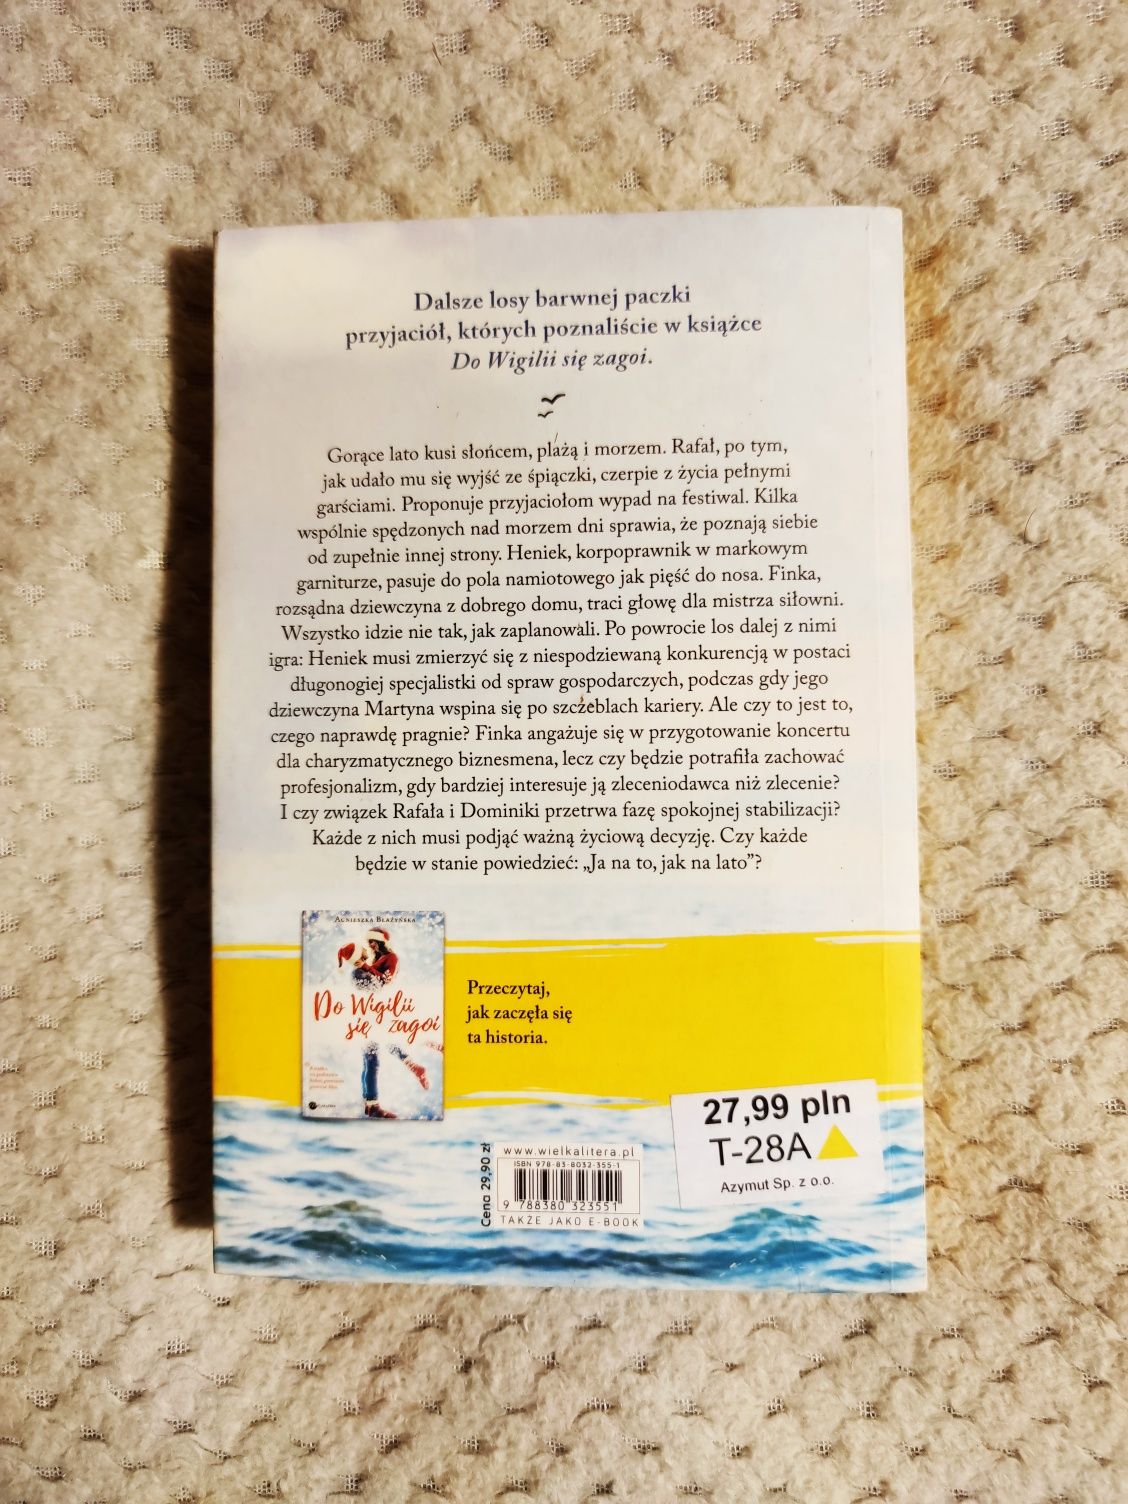 Dalsze losy barwnej paczki
przyjaciół, których poznaliście w książce
Do Wigilii się zagoi.
Gorące lato kusi słońcem, plażą i morzem. Rafał, po tym,
jak udało mu się wyjść ze śpiączki, czerpie z życia pełnymi
garściami. Proponuje przyjaciołom wypad na festiwal. Kilka
wspólnie spędzonych nad morzem dni sprawia, że poznają siebie
od zupełnie innej strony. Heniek, korpoprawnik w markowym
garniturze, pasuje do pola namiotowego jak pięść do nosa. Finka,
rozsądna dziewczyna z dobrego domu, traci głowę dla mistrza siłowni.
Wszystko idzie nie tak, jak zaplanowali. Po powrocie los dalej z nimi
igra: Heniek musi zmierzyć się z niespodziewaną konkurencją w postaci
długonogiej specjalistki od spraw gospodarczych, podczas gdy jego
dziewczyna Martyna wspina się po szczeblach kariery. Ale czy to jest to,
czego naprawdę pragnie? Finka angażuje się w przygotowanie koncertu
dla charyzmatycznego biznesmena, lecz czy będzie potrafiła zachować
profesjonalizm, gdy bardziej interesuje ją zleceniodawca niż zlecenie?
I czy związek Rafała i Dominiki przetrwa fazę spokojnej stabilizacji?
Każde z nich musi podjąć ważną życiową decyzję. Czy każde
będzie w stanie powiedzieć: „Ja na to, jak na lato”?
Agnieszka Błażyńska
Do Wigilii
się zagoi
Przeczytaj,
jak zaczęła się
ta historia.
27,99 pln
T-28A
Azymut Sp. z o.o.
Cena 29,90 zł
www.wielkalitera.pl
ISBN 978-83-8032-355-1
9 788380 323551
TAKŻE JAKO E-BOOK